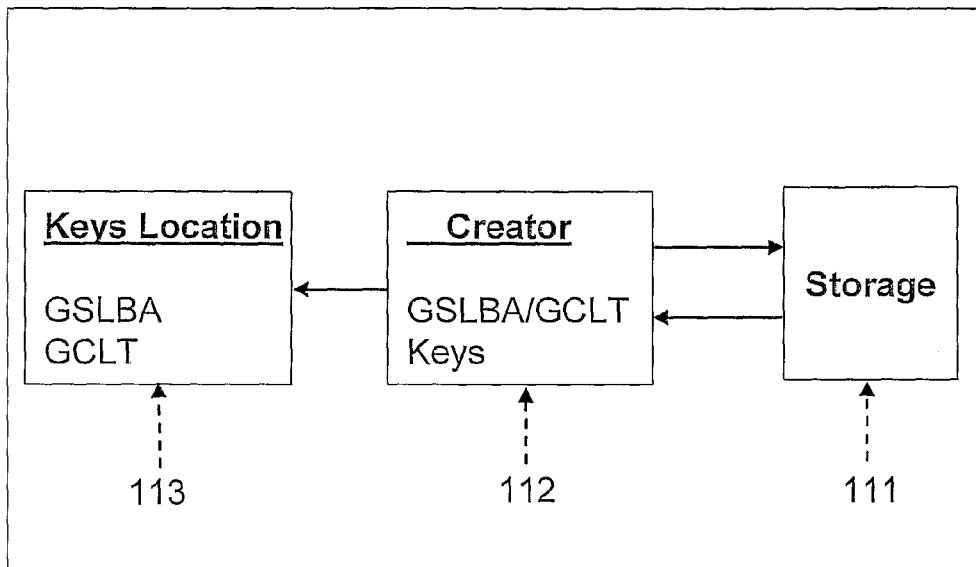 Keys Location
GSLBA
GCLT
Creator
GSLBA/GCLT
Keys
Storage
113
112
111